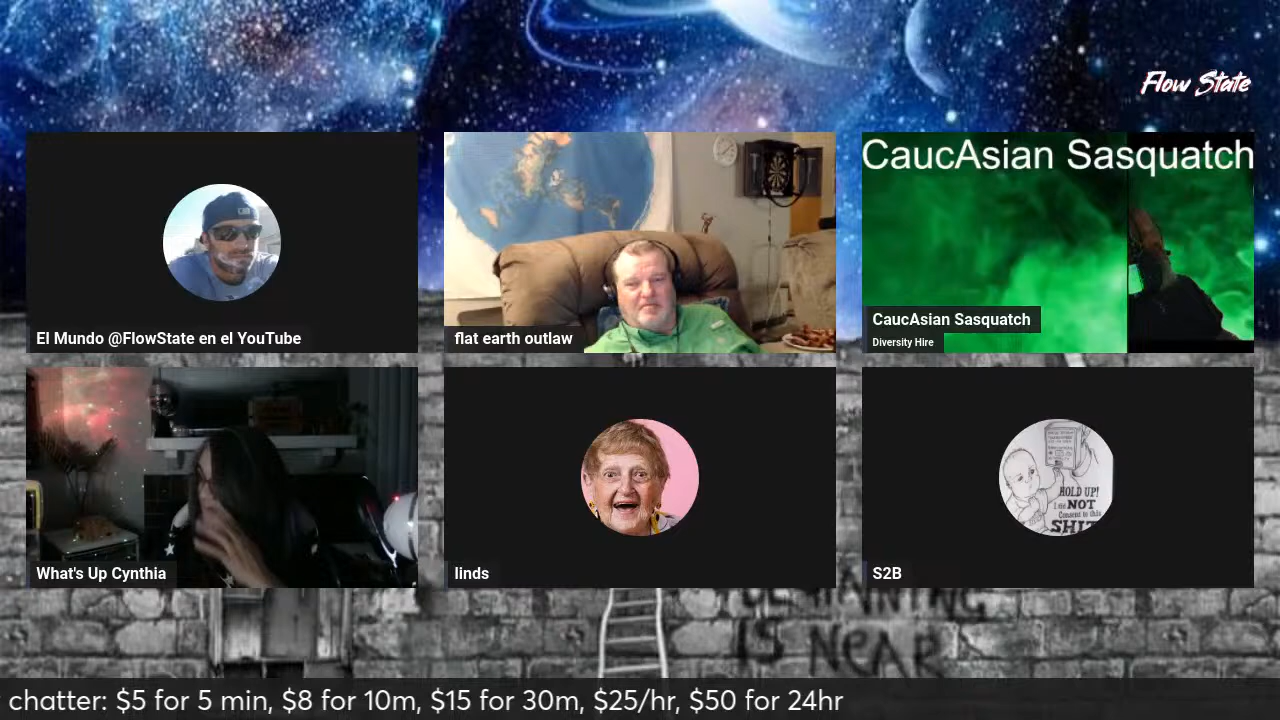 Flow State
CaucAsian Sasquatch
El Mundo @FlowState en el YouTube
flat earth outlaw
CaucAsian Sasquatch
Diversity Hire
HOLD UP!
I do NOT
Consent to this
SHIT
What's Up Cynthia
linds
S2B
IS NEAR
chatter: $5 for 5 min, $8 for 10m, $15 for 30m, $25/hr, $50 for 24hr